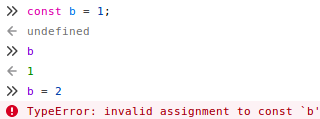 const b = 1;
undefined
b
1
b = 2
TypeError: invalid assignment to const `b'